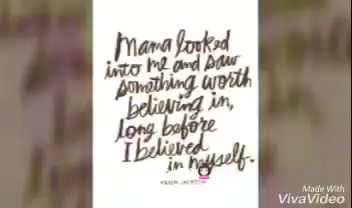 Mama looked
into me and saw
something worth
believing in,
long before
I believed
in myself.
Made With
VivaVideo